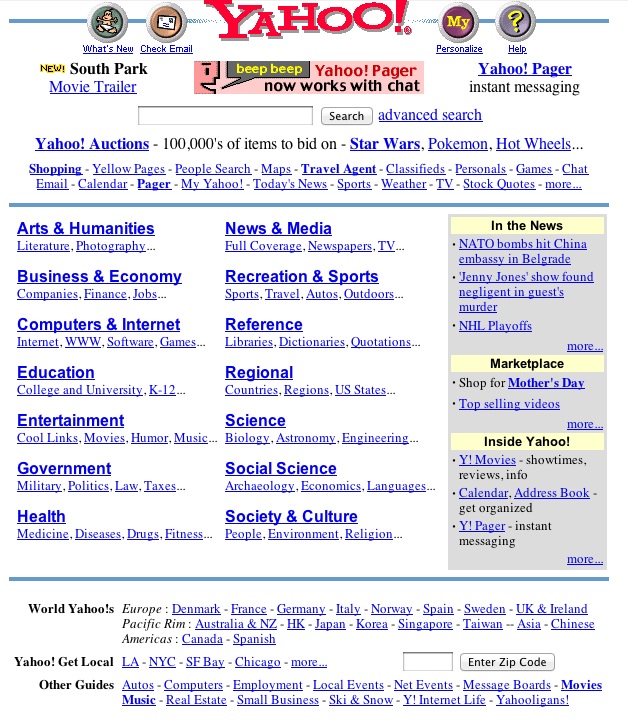 YAHOO!
What's New Check Email Personalize Help
My ?
NEW! South Park
Movie Trailer
beep beep Yahoo! Pager
now works with chat
Yahoo! Pager
instant messaging
Search advanced search
Yahoo! Auctions - 100,000's of items to bid on - Star Wars, Pokemon, Hot Wheels...
Shopping - Yellow Pages - People Search - Maps - Travel Agent - Classifieds - Personals - Games - Chat
Email - Calendar - Pager - My Yahoo! - Today's News - Sports - Weather - TV - Stock Quotes - more...
Arts & Humanities
Literature, Photography...
Business & Economy
Companies, Finance, Jobs...
Computers & Internet
Internet, WWW, Software, Games...
Education
College and University, K-12...
Entertainment
Cool Links, Movies, Humor, Music...
Government
Military, Politics, Law, Taxes...
Health
Medicine, Diseases, Drugs, Fitness...
News & Media
Full Coverage, Newspapers, TV...
Recreation & Sports
Sports, Travel, Autos, Outdoors...
Reference
Libraries, Dictionaries, Quotations...
Regional
Countries, Regions, US States...
Science
Biology, Astronomy, Engineering...
Social Science
Archaeology, Economics, Languages...
Society & Culture
People, Environment, Religion...
In the News
· NATO bombs hit China
embassy in Belgrade
· 'Jenny Jones' show found
negligent in guest's
murder
· NHL Playoffs
more...
Marketplace
· Shop for Mother's Day
· Top selling videos
more...
Inside Yahoo!
· Y! Movies - showtimes,
reviews, info
· Calendar, Address Book -
get organized
· Y! Pager - instant
messaging
more...
World Yahoo!s Europe : Denmark - France - Germany - Italy - Norway - Spain - Sweden - UK & Ireland
Pacific Rim : Australia & NZ - HK - Japan - Korea - Singapore - Taiwan -- Asia - Chinese
Americas : Canada - Spanish
Yahoo! Get Local LA - NYC - SF Bay - Chicago - more... Enter Zip Code
Other Guides Autos - Computers - Employment - Local Events - Net Events - Message Boards - Movies
Music - Real Estate - Small Business - Ski & Snow - Y! Internet Life - Yahooligans!